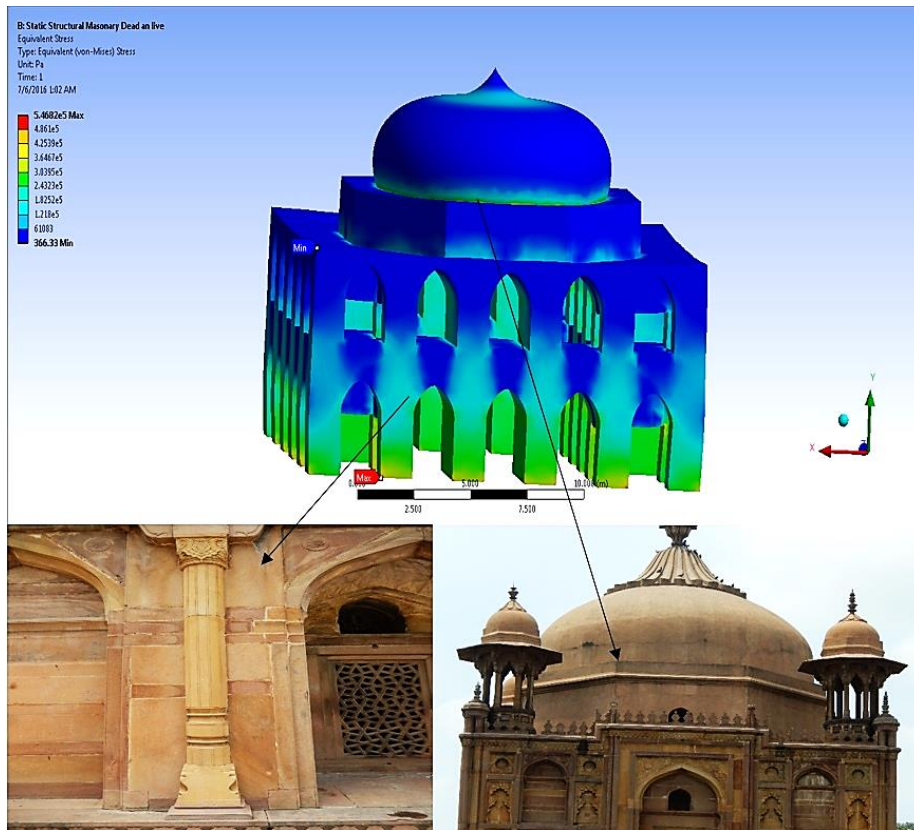 B: Static Structural Masonary Dead an live
Equivalent Stress
Type: Equivalent (von-Mises) Stress
Unit: Pa
Time: 1
7/6/2016 1:02 AM
5.4682e5 Max
4.861e5
4.2539e5
3.6467e5
3.0395e5
2.4323e5
1.8252e5
1.218e5
61083
366.33 Min
Min
Y
X
Max
5.000
(m)
2.500
7.500